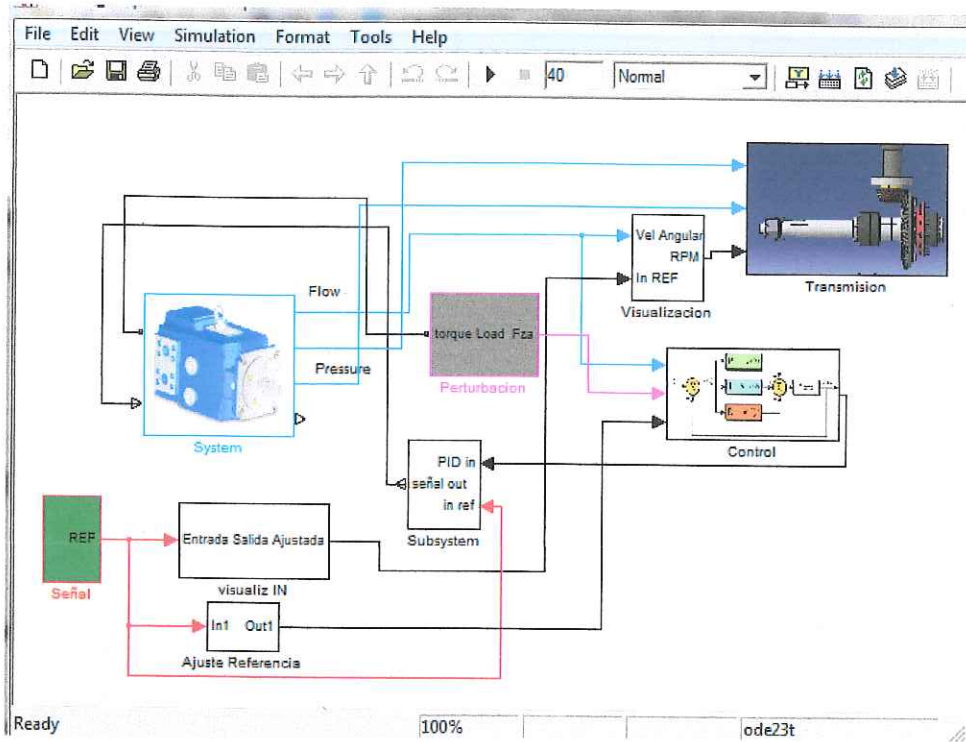 File Edit View Simulation Format Tools Help
40 Normal
Vel Angular
RPM
In REF
Visualizacion
Transmision
Flow
Pressure
System
torque Load Fza
Perturbacion
Control
PID in
señal out
in ref
Subsystem
REF
Señal
Entrada Salida Ajustada
visualiz IN
In1 Out1
Ajuste Referencia
Ready 100% ode23t